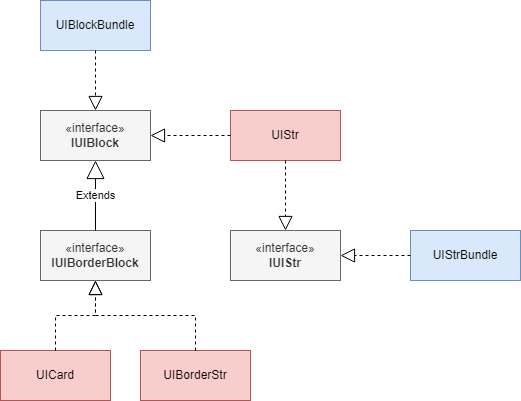 UIBlockBundle
«interface»
IUIBlock
UIStr
Extends
«interface»
IUIBorderBlock
«interface»
IUIStr
UIStrBundle
UICard
UIBorderStr